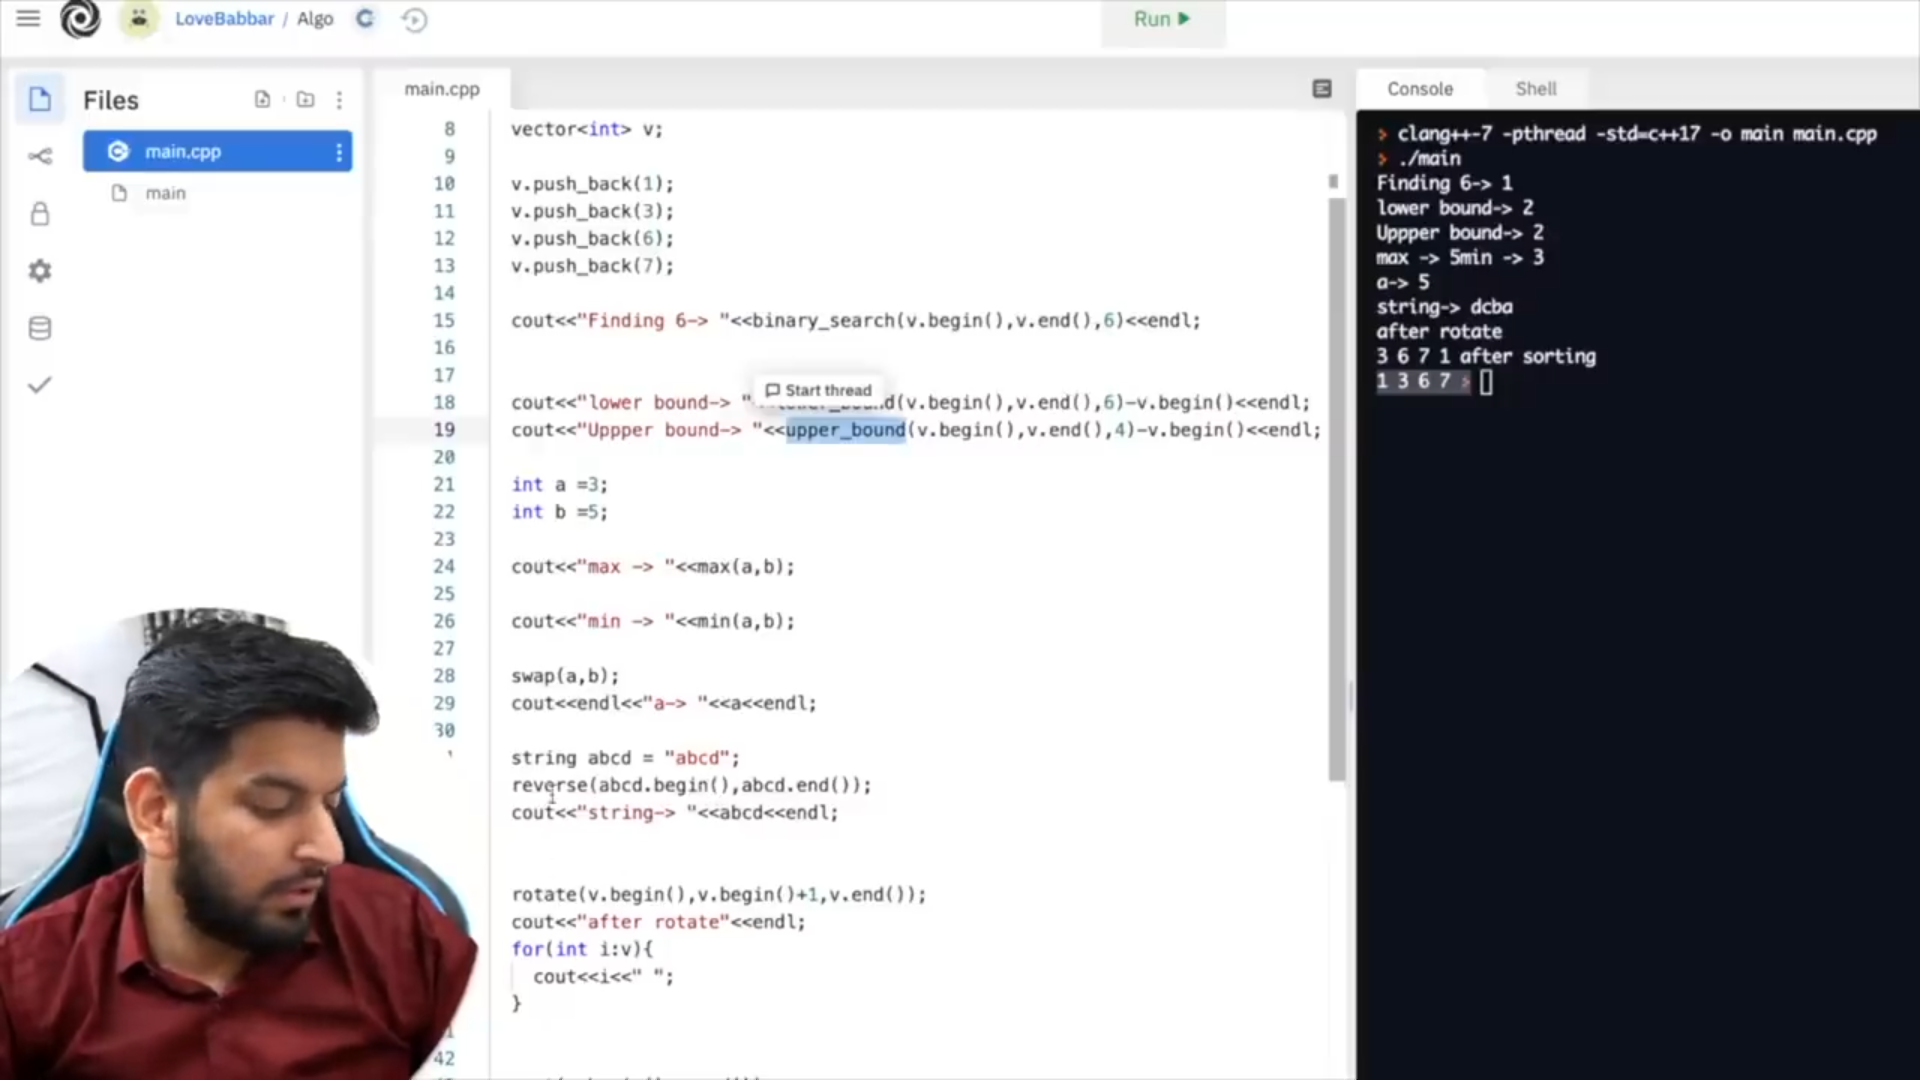 LoveBabbar / Algo
Run
Files
main.cpp
main
main.cpp
8 vector<int> v;
9
10 v.push_back(1);
11 v.push_back(3);
12 v.push_back(6);
13 v.push_back(7);
14
15 cout<<"Finding 6-> "<<binary_search(v.begin(),v.end(),6)<<endl;
16
17
Start thread
18 cout<<"lower bound-> "<<lower_bound(v.begin(),v.end(),6)-v.begin()<<endl;
19 cout<<"Uppper bound-> "<<upper_bound(v.begin(),v.end(),4)-v.begin()<<endl;
20
21 int a =3;
22 int b =5;
23
24 cout<<"max -> "<<max(a,b);
25
26 cout<<"min -> "<<min(a,b);
27
28 swap(a,b);
29 cout<<endl<<"a-> "<<a<<endl;
30
string abcd = "abcd";
reverse(abcd.begin(),abcd.end());
cout<<"string-> "<<abcd<<endl;
rotate(v.begin(),v.begin()+1,v.end());
cout<<"after rotate"<<endl;
for(int i:v){
cout<<i<<" ";
}
42
Console
Shell
> clang++-7 -pthread -std=c++17 -o main main.cpp
> ./main
Finding 6-> 1
lower bound-> 2
Uppper bound-> 2
max -> 5min -> 3
a-> 5
string-> dcba
after rotate
3 6 7 1 after sorting
1 3 6 7 >